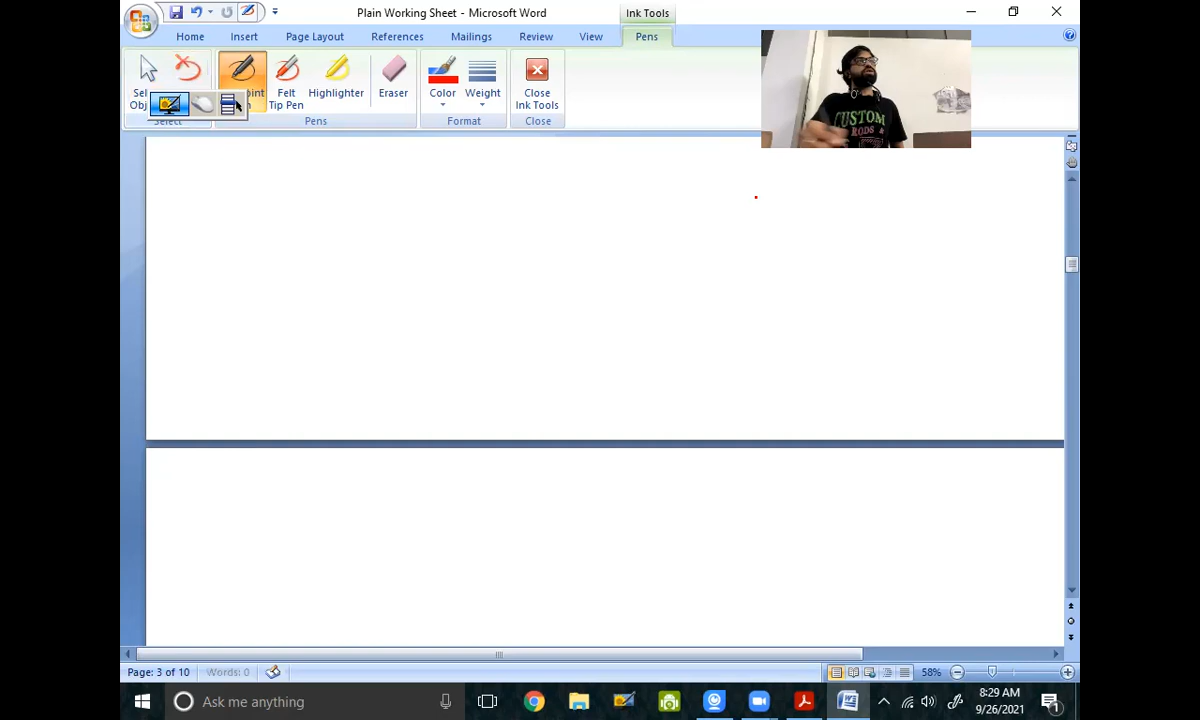 Plain Working Sheet - Microsoft Word
Ink Tools
Home
Insert
Page Layout
References
Mailings
Review
View
Pens
Felt
Tip Pen
Highlighter
Eraser
Color
Weight
Close
Ink Tools
Select
Pens
Format
Close
CUSTOM
RODS
Page: 3 of 10
Words: 0
58%
Ask me anything
8:29 AM
9/26/2021
1